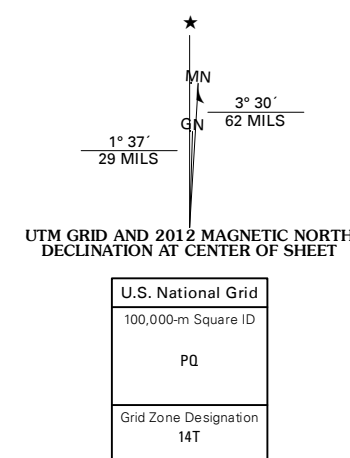 ★
MN
GN
3° 30´
62 MILS
1° 37´
29 MILS
UTM GRID AND 2012 MAGNETIC NORTH
DECLINATION AT CENTER OF SHEET
U.S. National Grid
100,000-m Square ID
PQ
Grid Zone Designation
14T